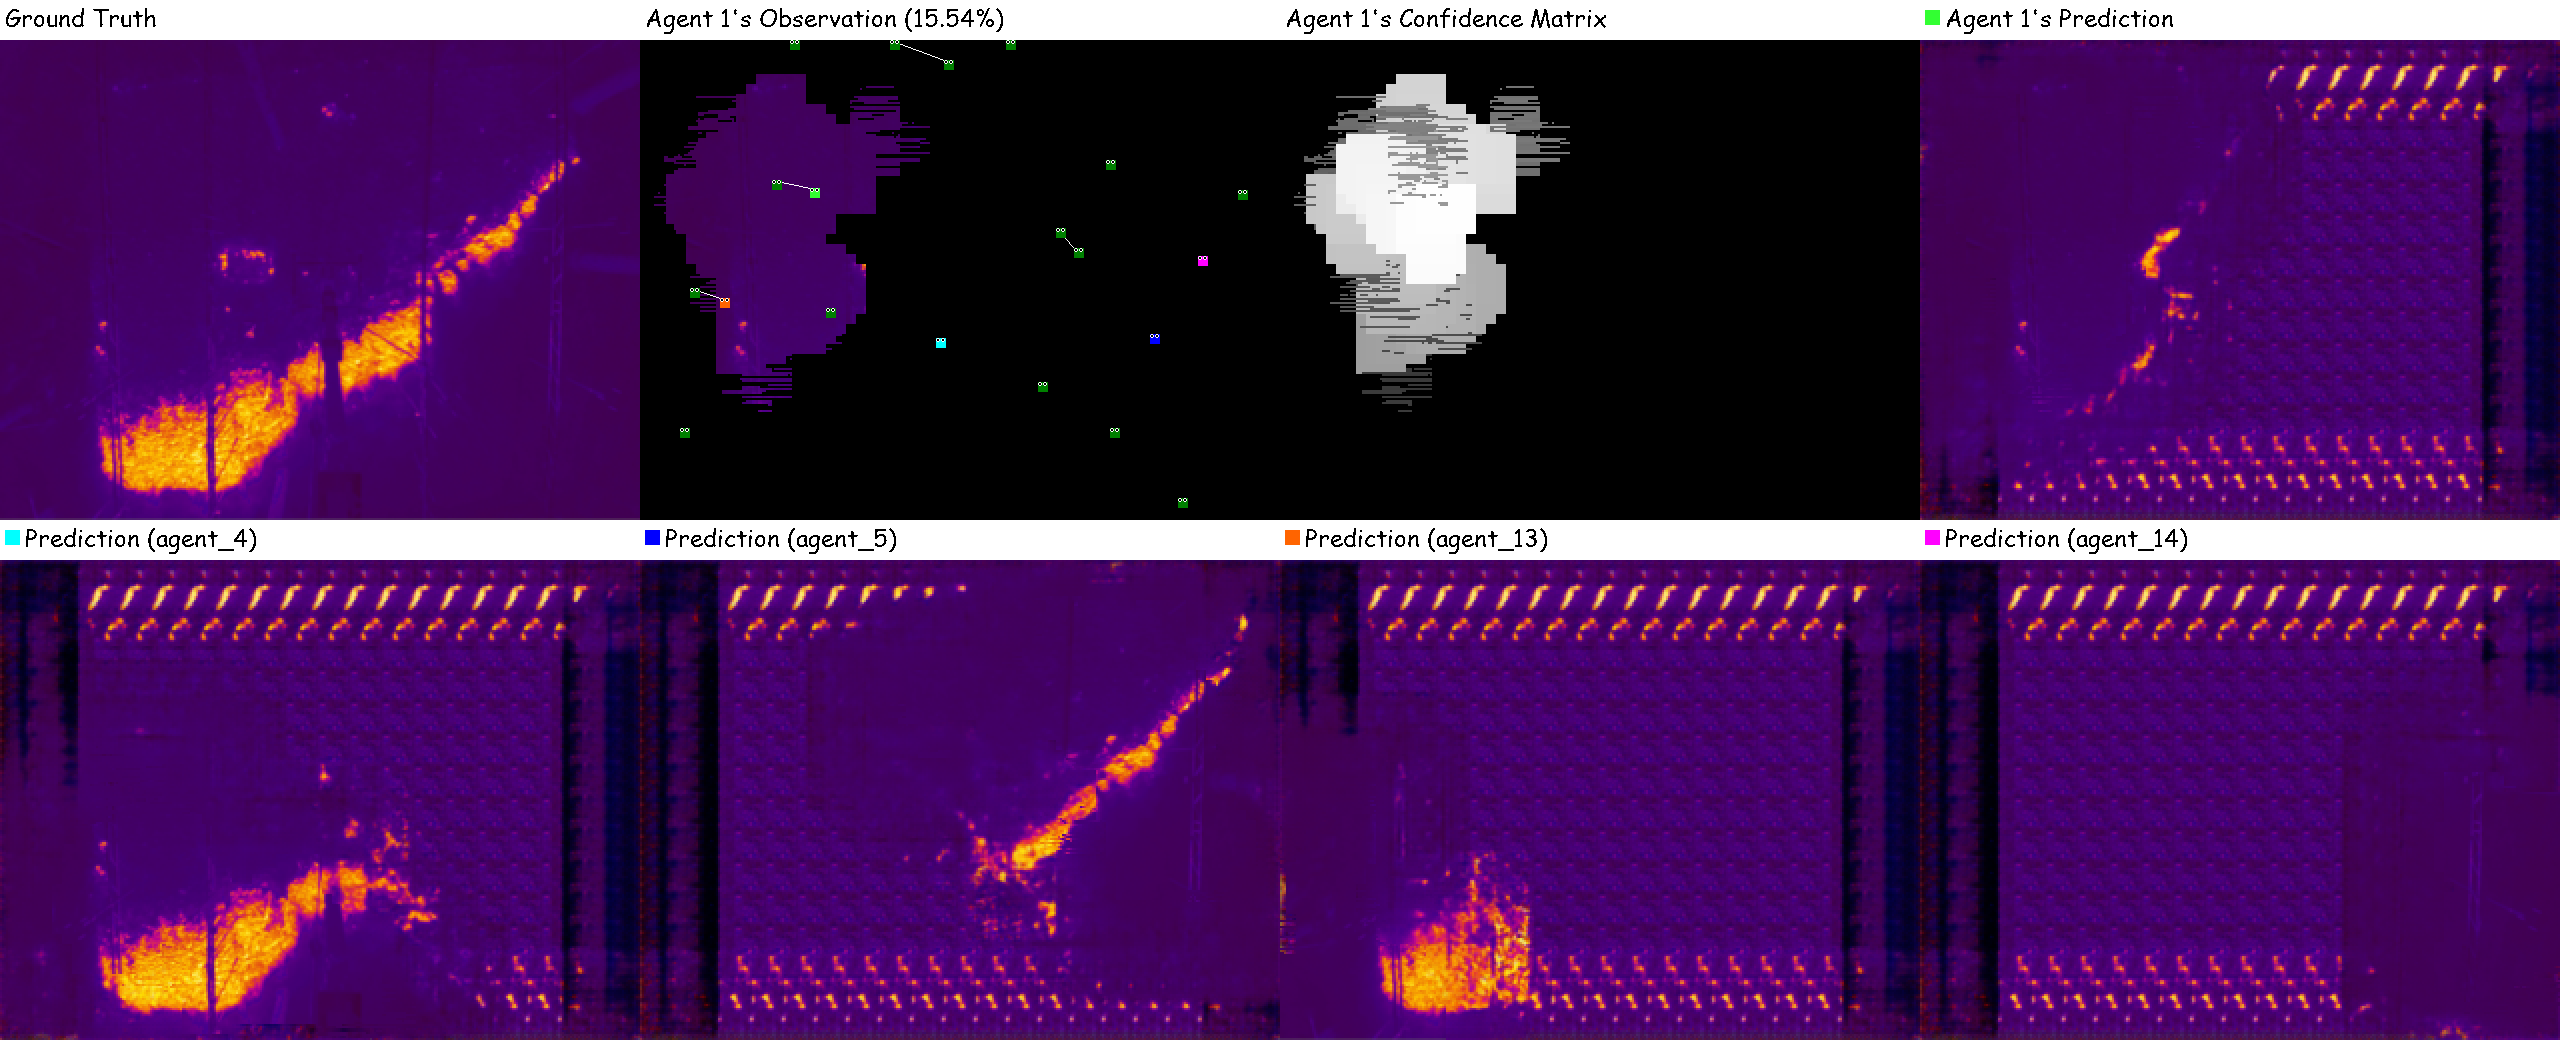 Ground Truth
Agent 1's Observation (15.54%)
Agent 1's Confidence Matrix
Agent 1's Prediction
Prediction (agent_4)
Prediction (agent_5)
Prediction (agent_13)
Prediction (agent_14)